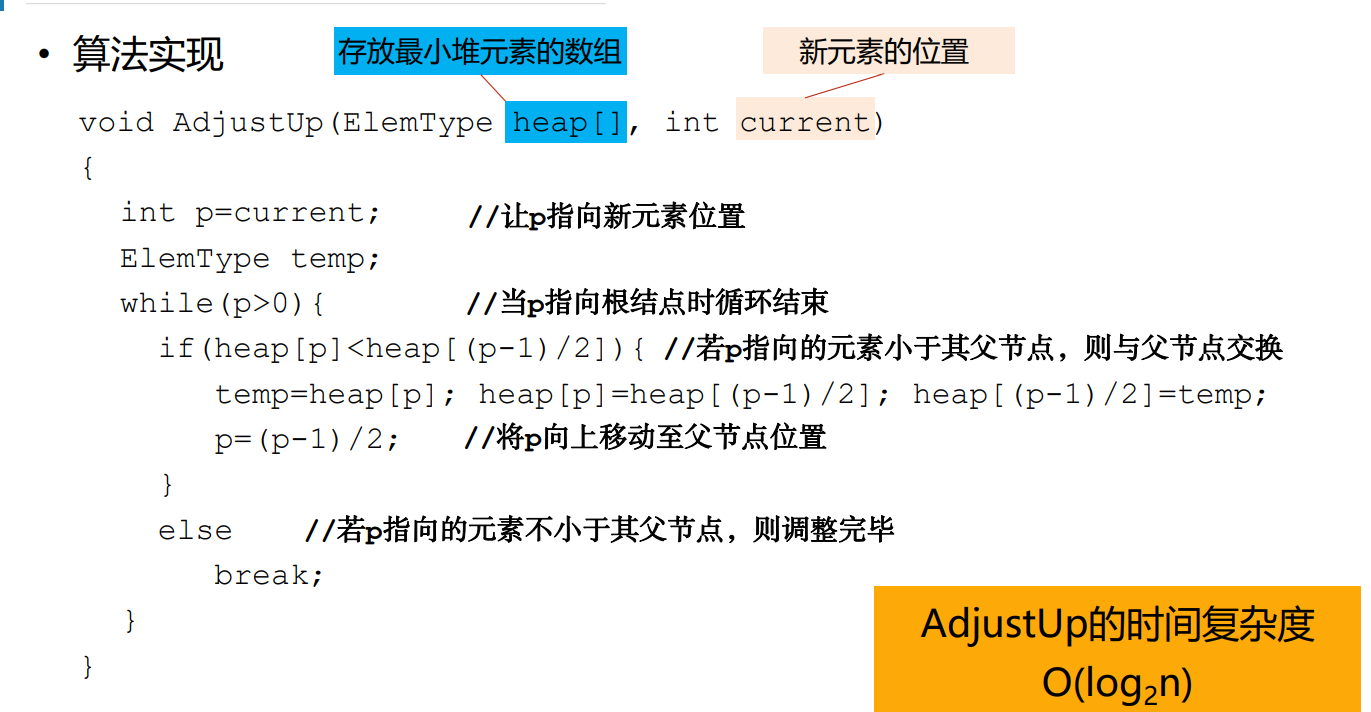 • 算法实现
存放最小堆元素的数组
新元素的位置
void AdjustUp(ElemType heap[], int current)
{
int p=current; //让p指向新元素位置
ElemType temp;
while(p>0){ //当p指向根结点时循环结束
if(heap[p]<heap[(p-1)/2]){ //若p指向的元素小于其父节点，则与父节点交换
temp=heap[p]; heap[p]=heap[(p-1)/2]; heap[(p-1)/2]=temp;
p=(p-1)/2; //将p向上移动至父节点位置
}
else //若p指向的元素不小于其父节点，则调整完毕
break;
}
}
AdjustUp的时间复杂度
O(log₂n)